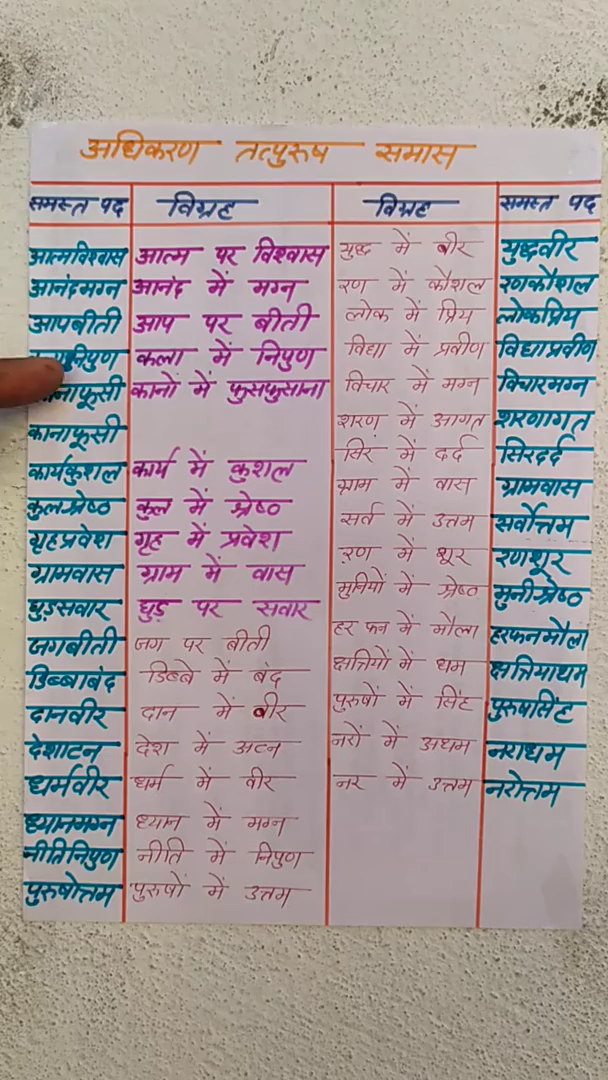 अधिकरण तत्पुरुष समास
समस्त पद विग्रह विग्रह समस्त पद
आत्मविश्वास आत्म पर विश्वास युद्ध में वीर युद्धवीर
आनंदमग्न आनंद में मग्न रण में कौशल रणकौशल
आपबीती आप पर बीती लोक में प्रिय लोकप्रिय
निपुण कला में निपुण विद्या में प्रवीण विद्याप्रवीण
नाफूसी कानों में फुसफुसाना विचार में मग्न विचारमग्न
कानाफूसी शरण में आगत शरणागत
कार्यकुशल कार्य में कुशल सिर में दर्द सिरदर्द
कुलश्रेष्ठ कुल में श्रेष्ठ ग्राम में वास ग्रामवास
गृहप्रवेश गृह में प्रवेश सर्व में उत्तम सर्वोत्तम
ग्रामवास ग्राम में वास रण में शूर रणशूर
घुड़सवार घुड़ पर सवार मुनियों में श्रेष्ठ मुनीश्रेष्ठ
जगबीती जग पर बीती हर फन में मौला हरफनमौला
डिब्बाबंद डिब्बे में बंद क्षत्रियों में धम क्षत्रियाधम
दानवीर दान में वीर पुरुषों में सिंह पुरुषसिंह
देशाटन देश में अटन नरों में अधम नराधम
धर्मवीर धर्म में वीर नर में उत्तम नरोत्तम
ध्यानमग्न ध्यान में मग्न
नीतिनिपुण नीति में निपुण
पुरुषोत्तम पुरुषों में उत्तम